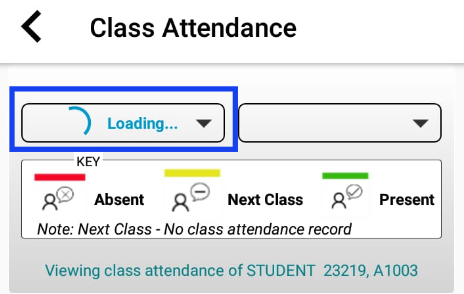 Class Attendance
Loading...
KEY
Absent Next Class Present
Note: Next Class - No class attendance record
Viewing class attendance of STUDENT 23219, A1003